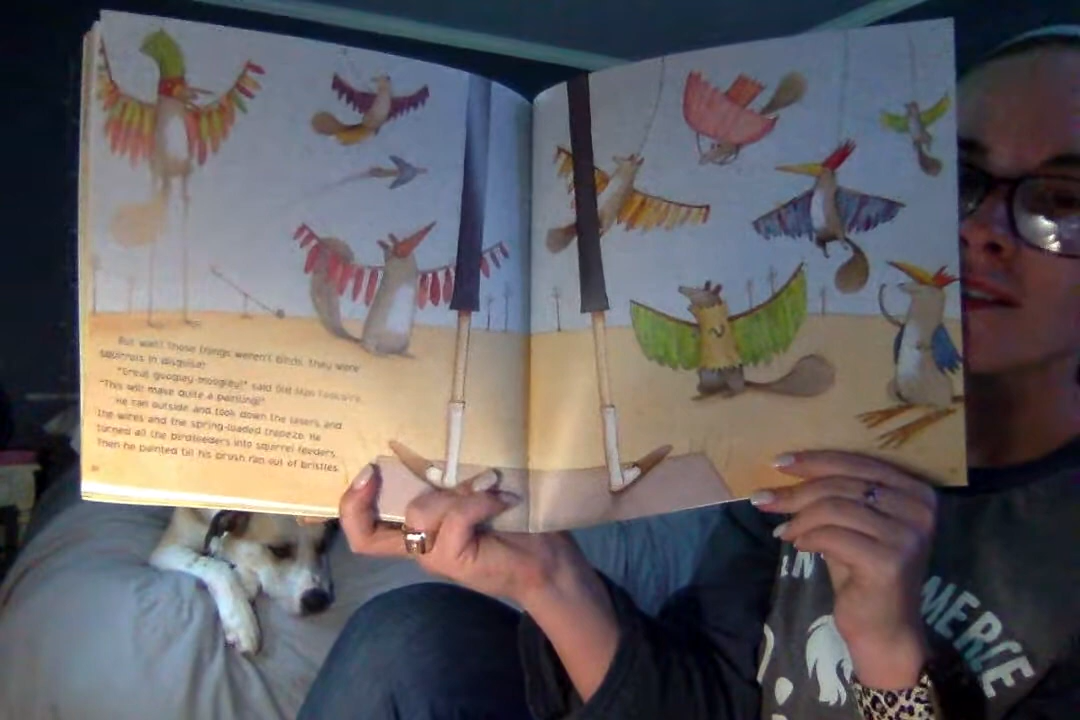 But wait! Those things weren't birds. They were
squirrels in disguise!
"Great googley-moogley!" said Old Man Fookwire.
"This will make quite a painting!"
He ran outside and took down the lasers and
the wires and the spring-loaded trapeze. He
turned all the birdfeeders into squirrel feeders.
Then he painted till his brush ran out of bristles.
EN
MERCE